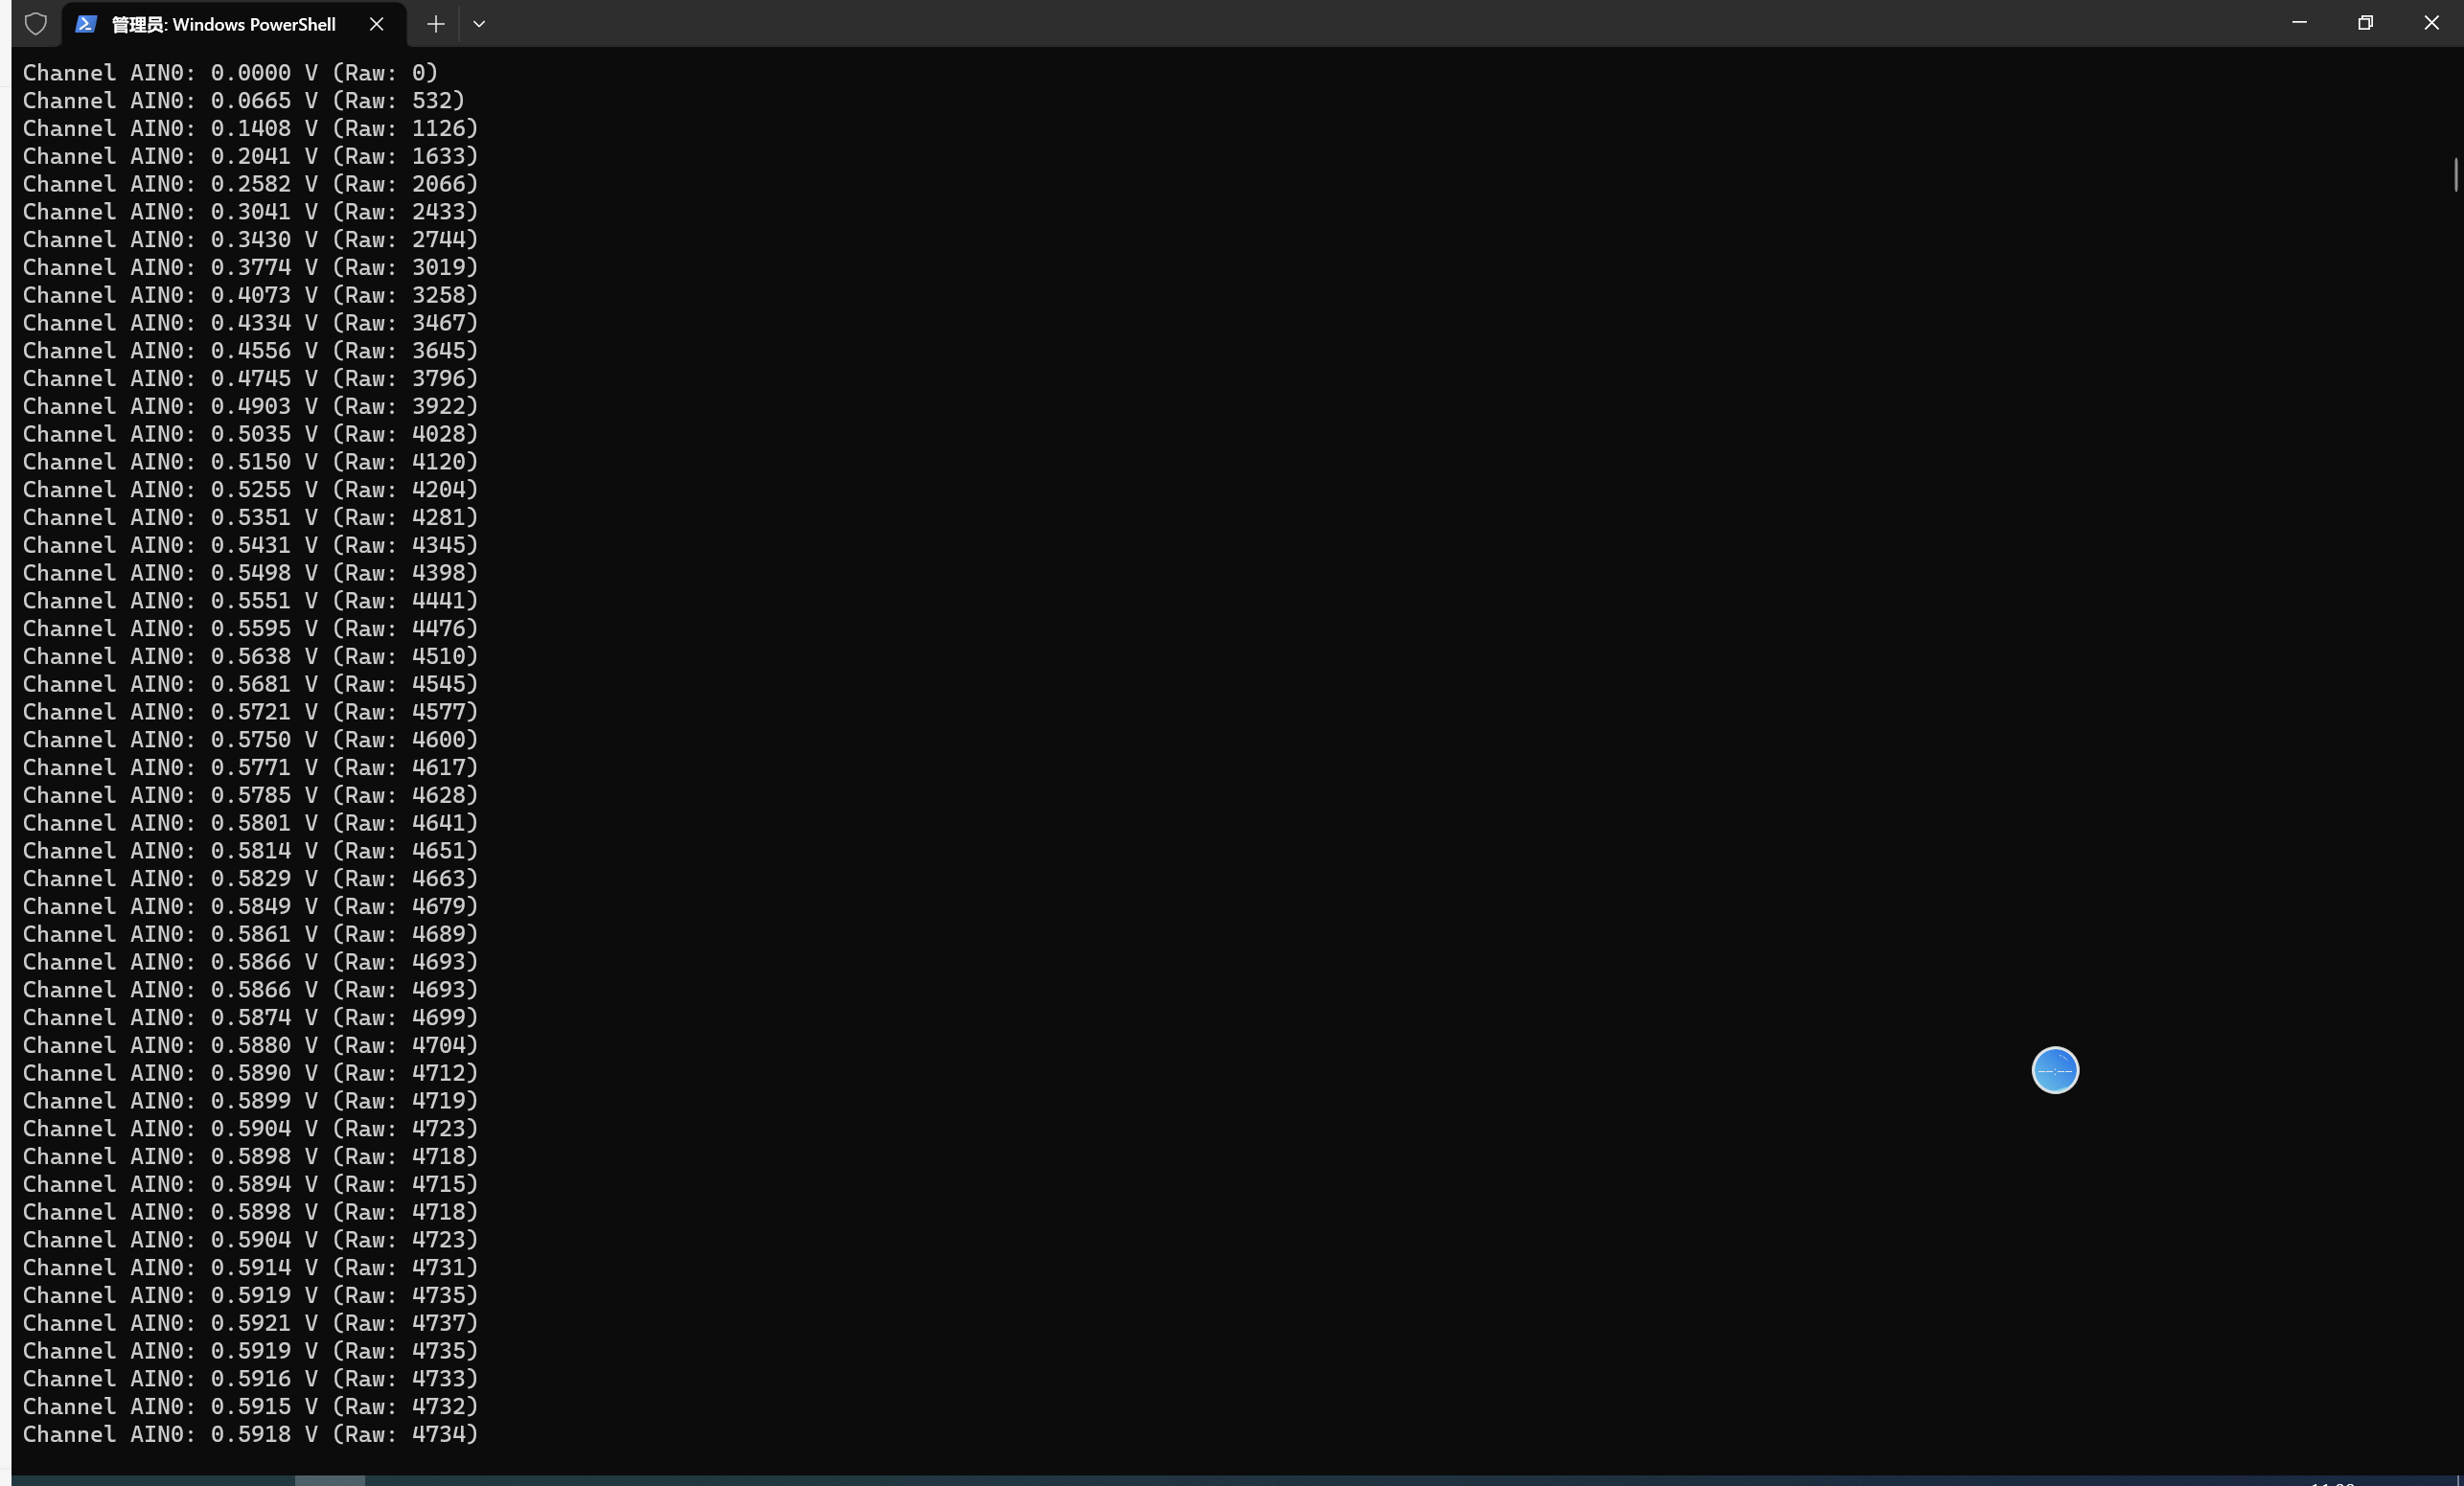 管理员: Windows PowerShell
Channel AIN0: 0.0000 V (Raw: 0)
Channel AIN0: 0.0665 V (Raw: 532)
Channel AIN0: 0.1408 V (Raw: 1126)
Channel AIN0: 0.2041 V (Raw: 1633)
Channel AIN0: 0.2582 V (Raw: 2066)
Channel AIN0: 0.3041 V (Raw: 2433)
Channel AIN0: 0.3430 V (Raw: 2744)
Channel AIN0: 0.3774 V (Raw: 3019)
Channel AIN0: 0.4073 V (Raw: 3258)
Channel AIN0: 0.4334 V (Raw: 3467)
Channel AIN0: 0.4556 V (Raw: 3645)
Channel AIN0: 0.4745 V (Raw: 3796)
Channel AIN0: 0.4903 V (Raw: 3922)
Channel AIN0: 0.5035 V (Raw: 4028)
Channel AIN0: 0.5150 V (Raw: 4120)
Channel AIN0: 0.5255 V (Raw: 4204)
Channel AIN0: 0.5351 V (Raw: 4281)
Channel AIN0: 0.5431 V (Raw: 4345)
Channel AIN0: 0.5498 V (Raw: 4398)
Channel AIN0: 0.5551 V (Raw: 4441)
Channel AIN0: 0.5595 V (Raw: 4476)
Channel AIN0: 0.5638 V (Raw: 4510)
Channel AIN0: 0.5681 V (Raw: 4545)
Channel AIN0: 0.5721 V (Raw: 4577)
Channel AIN0: 0.5750 V (Raw: 4600)
Channel AIN0: 0.5771 V (Raw: 4617)
Channel AIN0: 0.5785 V (Raw: 4628)
Channel AIN0: 0.5801 V (Raw: 4641)
Channel AIN0: 0.5814 V (Raw: 4651)
Channel AIN0: 0.5829 V (Raw: 4663)
Channel AIN0: 0.5849 V (Raw: 4679)
Channel AIN0: 0.5861 V (Raw: 4689)
Channel AIN0: 0.5866 V (Raw: 4693)
Channel AIN0: 0.5866 V (Raw: 4693)
Channel AIN0: 0.5874 V (Raw: 4699)
Channel AIN0: 0.5880 V (Raw: 4704)
Channel AIN0: 0.5890 V (Raw: 4712)
Channel AIN0: 0.5899 V (Raw: 4719)
Channel AIN0: 0.5904 V (Raw: 4723)
Channel AIN0: 0.5898 V (Raw: 4718)
Channel AIN0: 0.5894 V (Raw: 4715)
Channel AIN0: 0.5898 V (Raw: 4718)
Channel AIN0: 0.5904 V (Raw: 4723)
Channel AIN0: 0.5914 V (Raw: 4731)
Channel AIN0: 0.5919 V (Raw: 4735)
Channel AIN0: 0.5921 V (Raw: 4737)
Channel AIN0: 0.5919 V (Raw: 4735)
Channel AIN0: 0.5916 V (Raw: 4733)
Channel AIN0: 0.5915 V (Raw: 4732)
Channel AIN0: 0.5918 V (Raw: 4734)
--:--